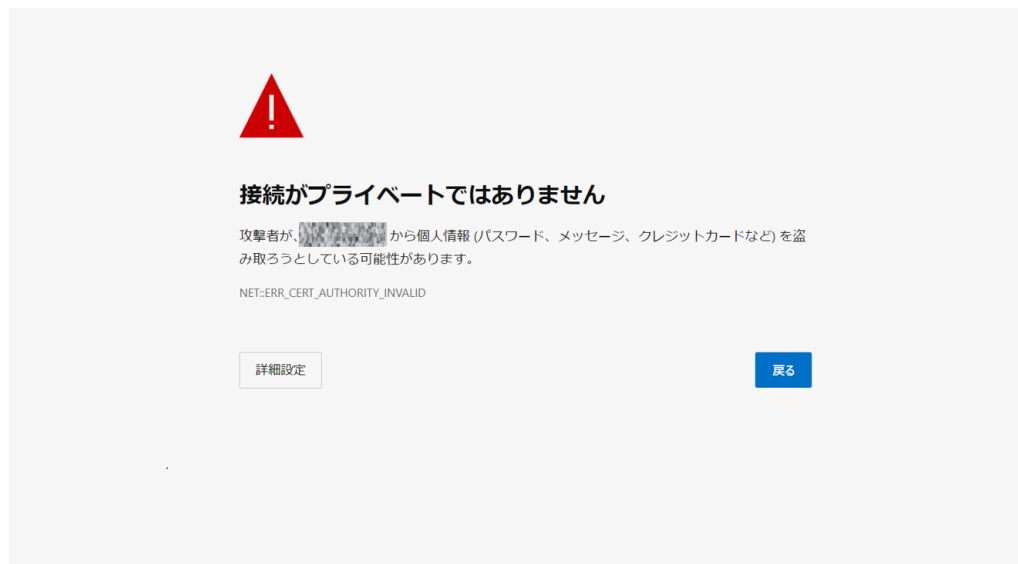 接続がプライベートではありません
攻撃者が、 から個人情報 (パスワード、メッセージ、クレジットカードなど) を盗
み取ろうとしている可能性があります。
NET::ERR_CERT_AUTHORITY_INVALID
詳細設定 戻る